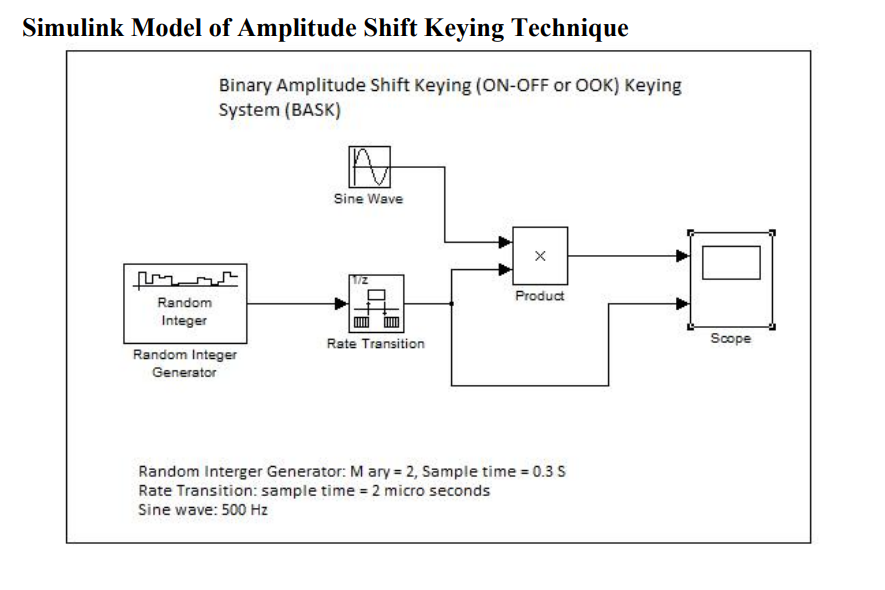 Simulink Model of Amplitude Shift Keying Technique
Binary Amplitude Shift Keying (ON-OFF or OOK) Keying
System (BASK)
Sine Wave
×
Product
1/z
Random
Integer
Random Integer
Generator
Rate Transition
Scope
Random Interger Generator: M ary = 2, Sample time = 0.3 S
Rate Transition: sample time = 2 micro seconds
Sine wave: 500 Hz